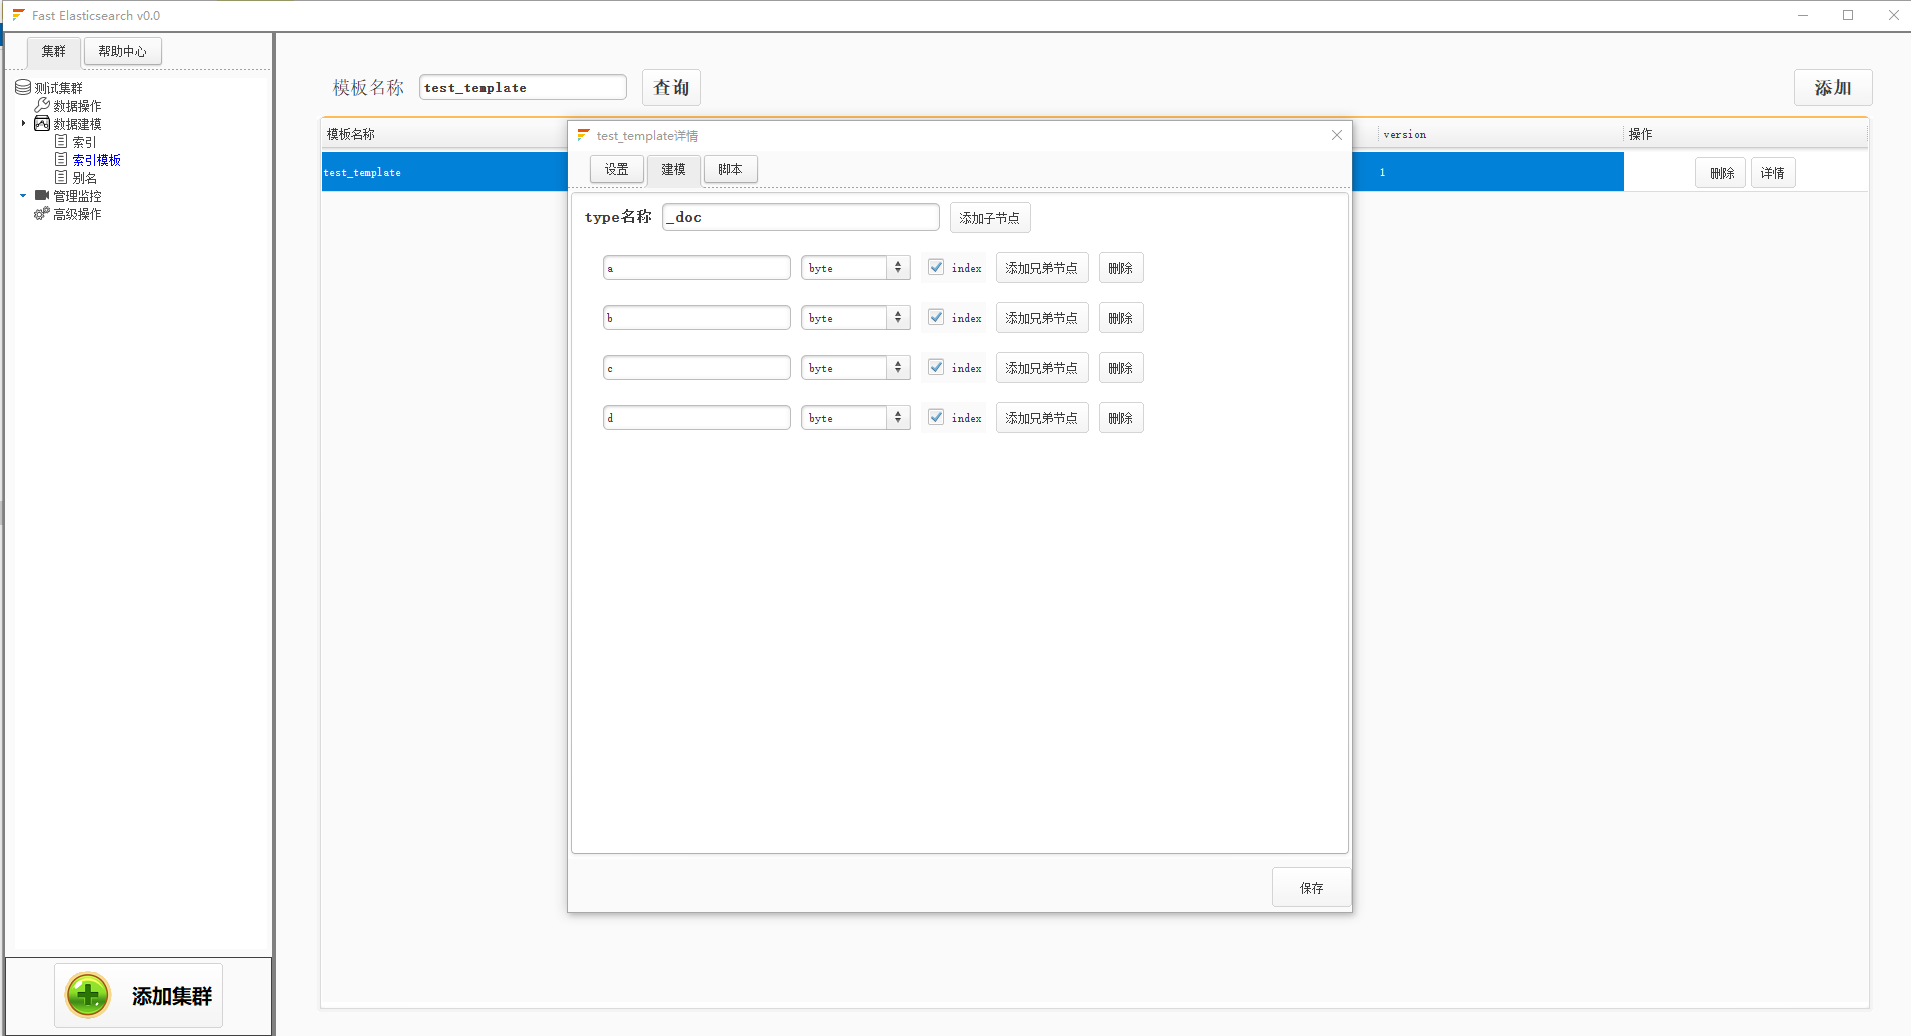 Fast Elasticsearch v0.0
集群
帮助中心
测试集群
数据操作
数据建模
索引
索引模板
别名
管理监控
高级操作
添加集群
模板名称
test_template
查询
添加
模板名称
version
操作
test_template
1
删除
详情
test_template详情
设置
建模
脚本
type名称
_doc
添加子节点
a
byte
index
添加兄弟节点
删除
b
byte
index
添加兄弟节点
删除
c
byte
index
添加兄弟节点
删除
d
byte
index
添加兄弟节点
删除
保存